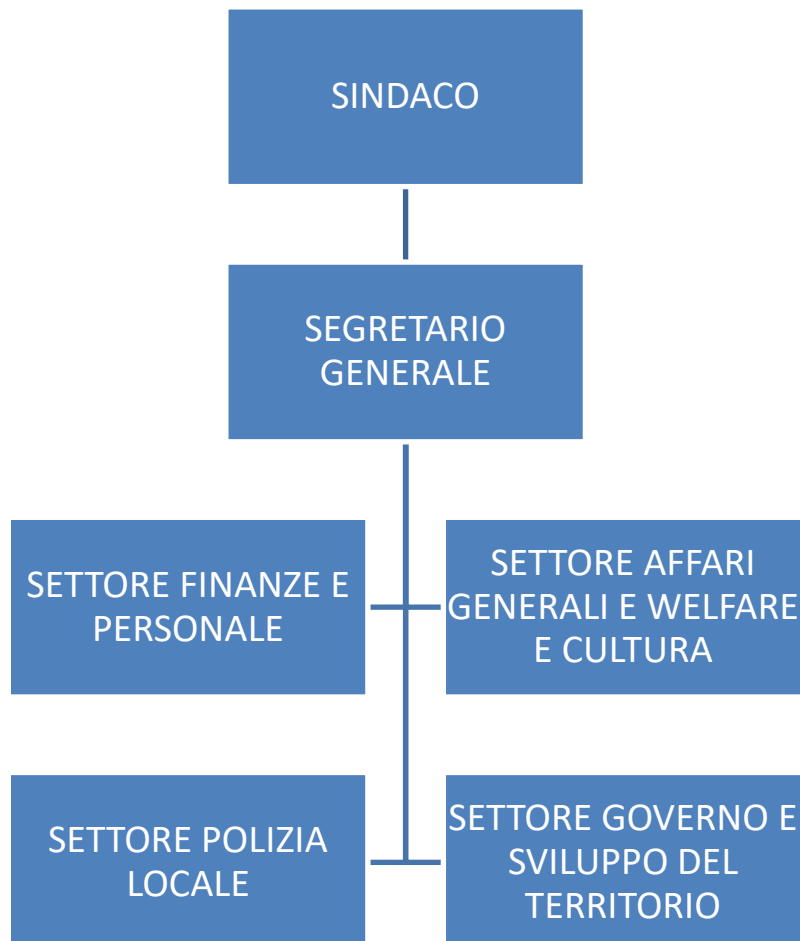 SINDACO
SEGRETARIO
GENERALE
SETTORE FINANZE E
PERSONALE
SETTORE AFFARI
GENERALI E WELFARE
E CULTURA
SETTORE POLIZIA
LOCALE
SETTORE GOVERNO E
SVILUPPO DEL
TERRITORIO